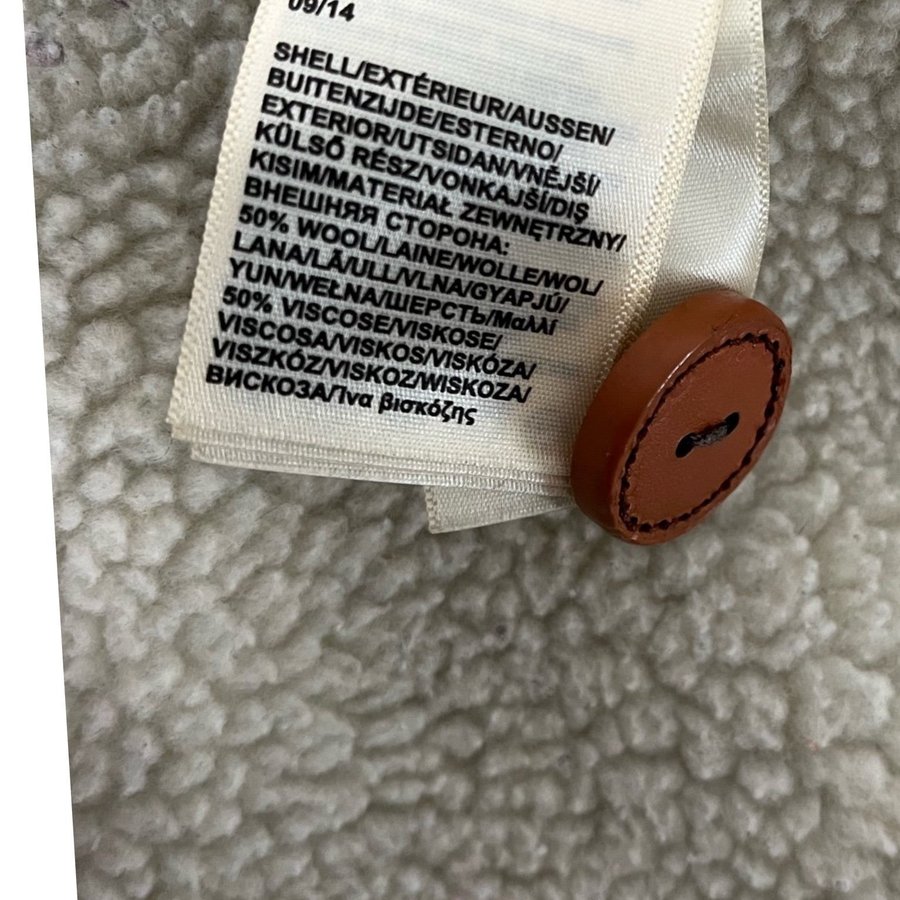 09/14
SHELL/EXTÉRIEUR/AUSSEN/
BUITENZIJDE/ESTERNO/
EXTERIOR/UTSIDAN/VNĚJŠÍ/
KÜLSŐ RÉSZ/VONKAJŠÍ/DIŞ
KISIM/MATERIAŁ ZEWNĘTRZNY/
ВНЕШНЯЯ СТОРОНА:
50% WOOL/LAINE/WOLLE/WOL/
LANA/LÃ/ULL/VLNA/GYAPJÚ/
YUN/WEŁNA/ШЕРСТЬ/Μαλλί
50% VISCOSE/VISKOSE/
VISCOSA/VISKOS/VISKÓZA/
VISZKÓZ/VISKOZ/WISKOZA/
ВИСКОЗА/Ίνα βισκόζης